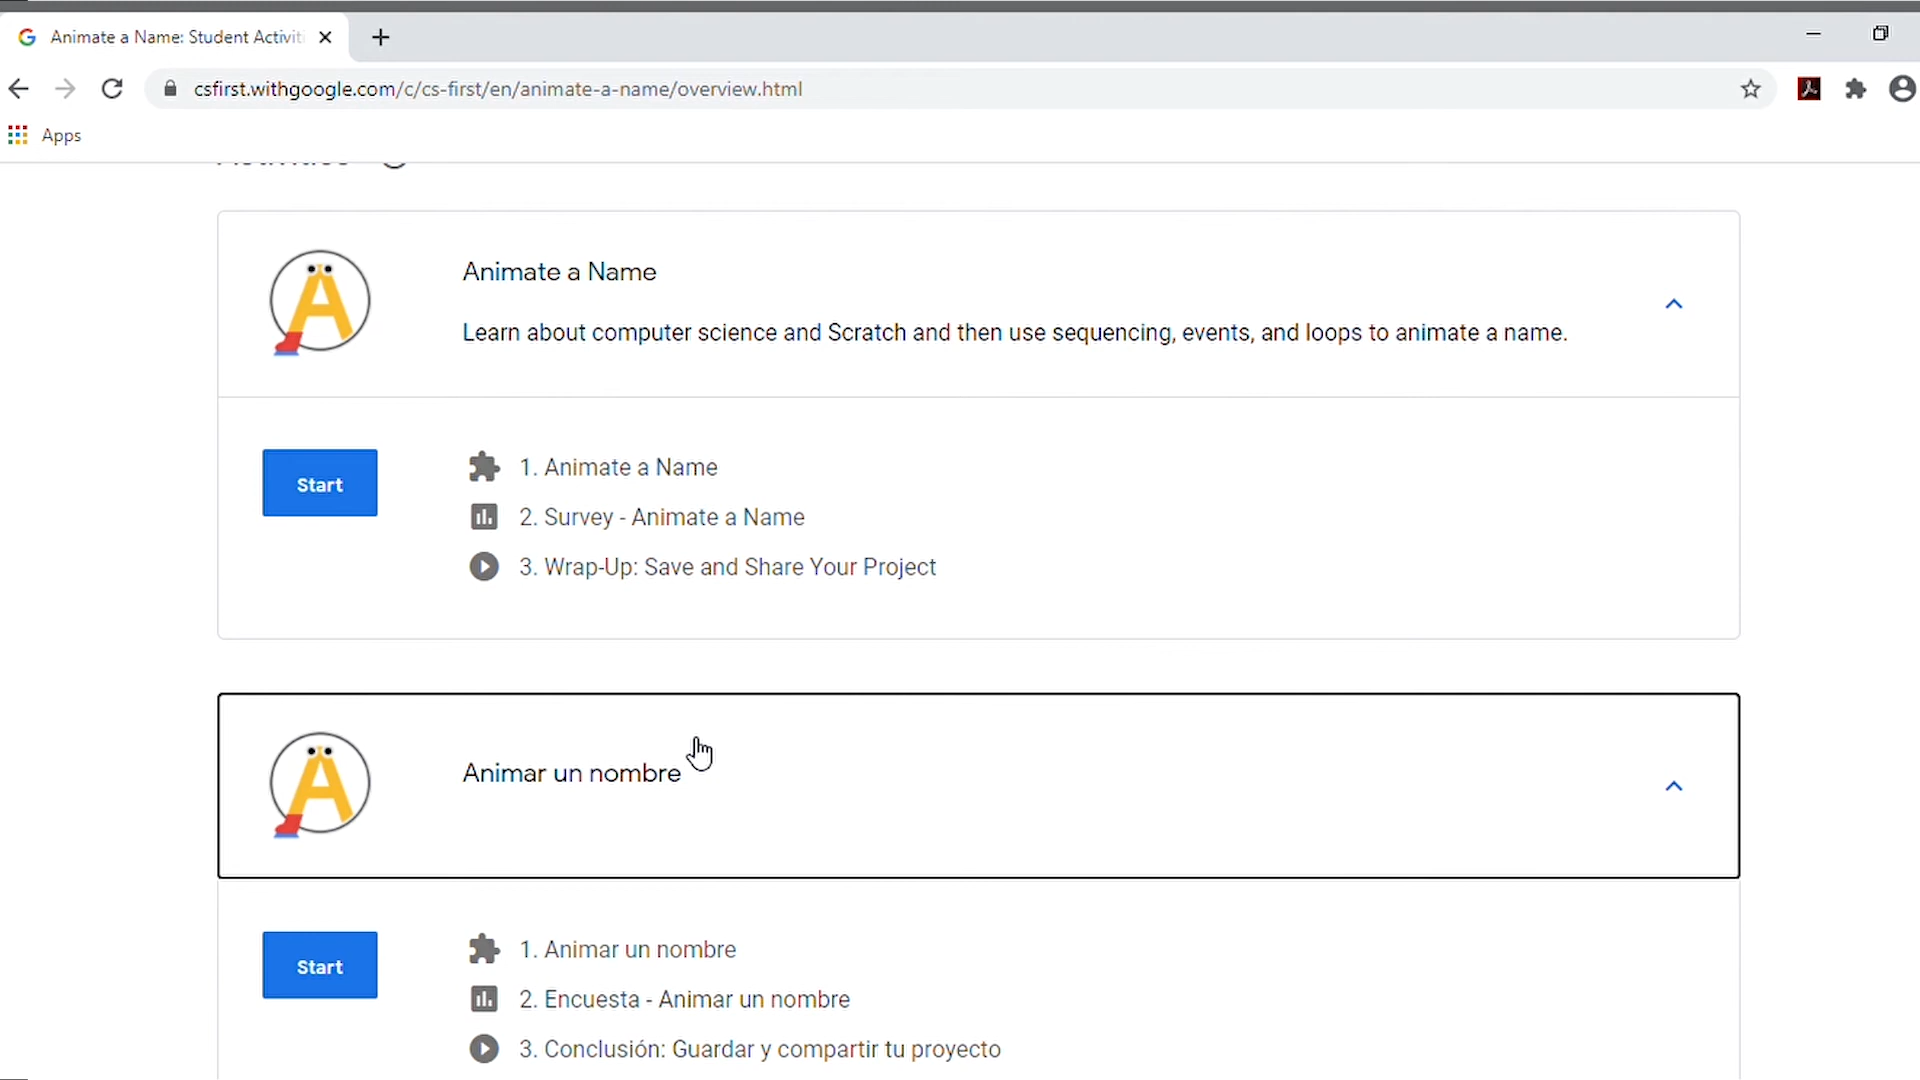 Animate a Name: Student Activit
csfirst.withgoogle.com/c/cs-first/en/animate-a-name/overview.html
Apps
Animate a Name
Learn about computer science and Scratch and then use sequencing, events, and loops to animate a name.
Start
1. Animate a Name
2. Survey - Animate a Name
3. Wrap-Up: Save and Share Your Project
Animar un nombre
Start
1. Animar un nombre
2. Encuesta - Animar un nombre
3. Conclusión: Guardar y compartir tu proyecto